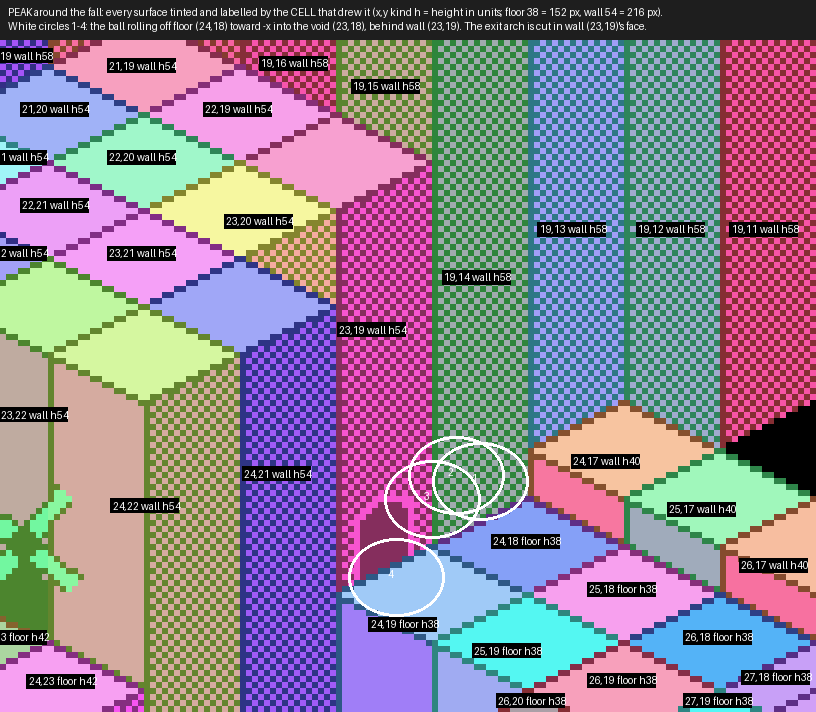 PEAK around the fall: every surface tinted and labelled by the CELL that drew it (x,y kind h = height in units; floor 38 = 152 px, wall 54 = 216 px).
White circles 1-4: the ball rolling off floor (24,18) toward -x into the void (23,18), behind wall (23,19). The exit arch is cut in wall (23,19)'s face.
19 wall h58
21,19 wall h54
19,16 wall h58
19,15 wall h58
21,20 wall h54
22,19 wall h54
1 wall h54
22,20 wall h54
22,21 wall h54
23,20 wall h54
19,13 wall h58
19,12 wall h58
19,11 wall h58
2 wall h54
23,21 wall h54
19,14 wall h58
23,19 wall h54
23,22 wall h54
24,17 wall h40
24,21 wall h54
3
24,22 wall h54
25,17 wall h40
24,18 floor h38
26,17 wall h40
4
25,18 floor h38
24,19 floor h38
3 floor h42
26,18 floor h38
25,19 floor h38
24,23 floor h42
26,19 floor h38
27,18 floor h38
26,20 floor h38
27,19 floor h38